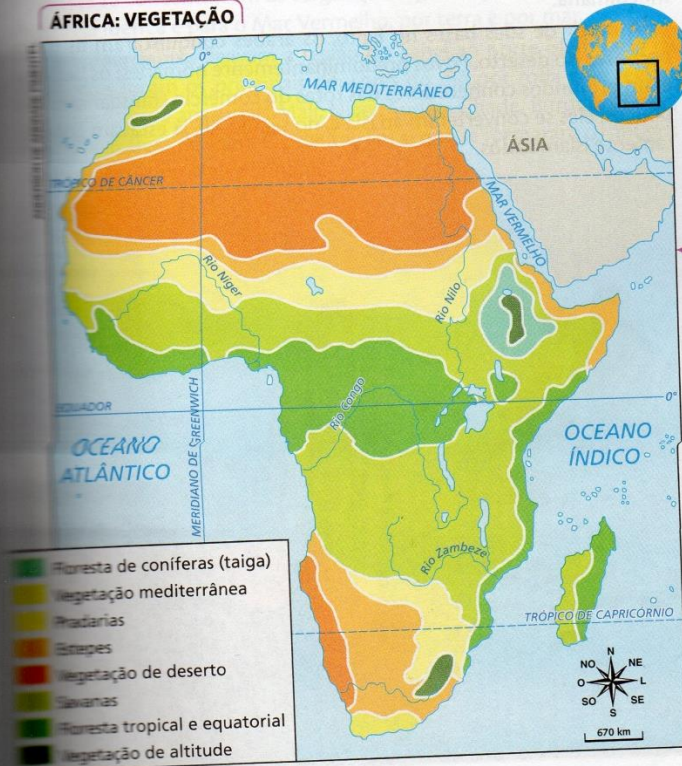 ÁFRICA: VEGETAÇÃO
0°
MAR MEDITERRÂNEO
ÁSIA
TRÓPICO DE CÂNCER
MAR VERMELHO
Rio Níger
Rio Nilo
EQUADOR
0°
Rio Congo
MERIDIANO DE GREENWICH
OCEANO
ATLÂNTICO
OCEANO
ÍNDICO
Rio Zambeze
TRÓPICO DE CAPRICÓRNIO
Floresta de coníferas (taiga)
Vegetação mediterrânea
Pradarias
Estepes
Vegetação de deserto
Savanas
Floresta tropical e equatorial
Vegetação de altitude
N
NO NE
O L
SO SE
S
670 km